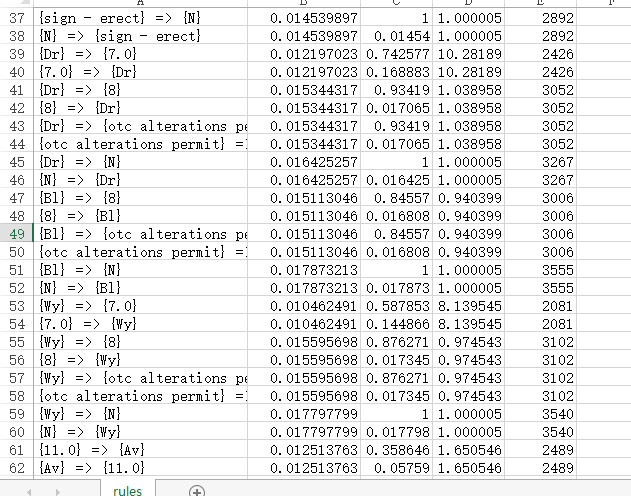 A B C D E F
37 {sign - erect} => {N} 0.014539897 1 1.000005 2892
38 {N} => {sign - erect} 0.014539897 0.01454 1.000005 2892
39 {Dr} => {7.0} 0.012197023 0.742577 10.28189 2426
40 {7.0} => {Dr} 0.012197023 0.168883 10.28189 2426
41 {Dr} => {8} 0.015344317 0.93419 1.038958 3052
42 {8} => {Dr} 0.015344317 0.017065 1.038958 3052
43 {Dr} => {otc alterations pe 0.015344317 0.93419 1.038958 3052
44 {otc alterations permit} = 0.015344317 0.017065 1.038958 3052
45 {Dr} => {N} 0.016425257 1 1.000005 3267
46 {N} => {Dr} 0.016425257 0.016425 1.000005 3267
47 {Bl} => {8} 0.015113046 0.84557 0.940399 3006
48 {8} => {Bl} 0.015113046 0.016808 0.940399 3006
49 {Bl} => {otc alterations pe 0.015113046 0.84557 0.940399 3006
50 {otc alterations permit} = 0.015113046 0.016808 0.940399 3006
51 {Bl} => {N} 0.017873213 1 1.000005 3555
52 {N} => {Bl} 0.017873213 0.017873 1.000005 3555
53 {Wy} => {7.0} 0.010462491 0.587853 8.139545 2081
54 {7.0} => {Wy} 0.010462491 0.144866 8.139545 2081
55 {Wy} => {8} 0.015595698 0.876271 0.974543 3102
56 {8} => {Wy} 0.015595698 0.017345 0.974543 3102
57 {Wy} => {otc alterations pe 0.015595698 0.876271 0.974543 3102
58 {otc alterations permit} = 0.015595698 0.017345 0.974543 3102
59 {Wy} => {N} 0.017797799 1 1.000005 3540
60 {N} => {Wy} 0.017797799 0.017798 1.000005 3540
61 {11.0} => {Av} 0.012513763 0.358646 1.650546 2489
62 {Av} => {11.0} 0.012513763 0.05759 1.650546 2489
rules